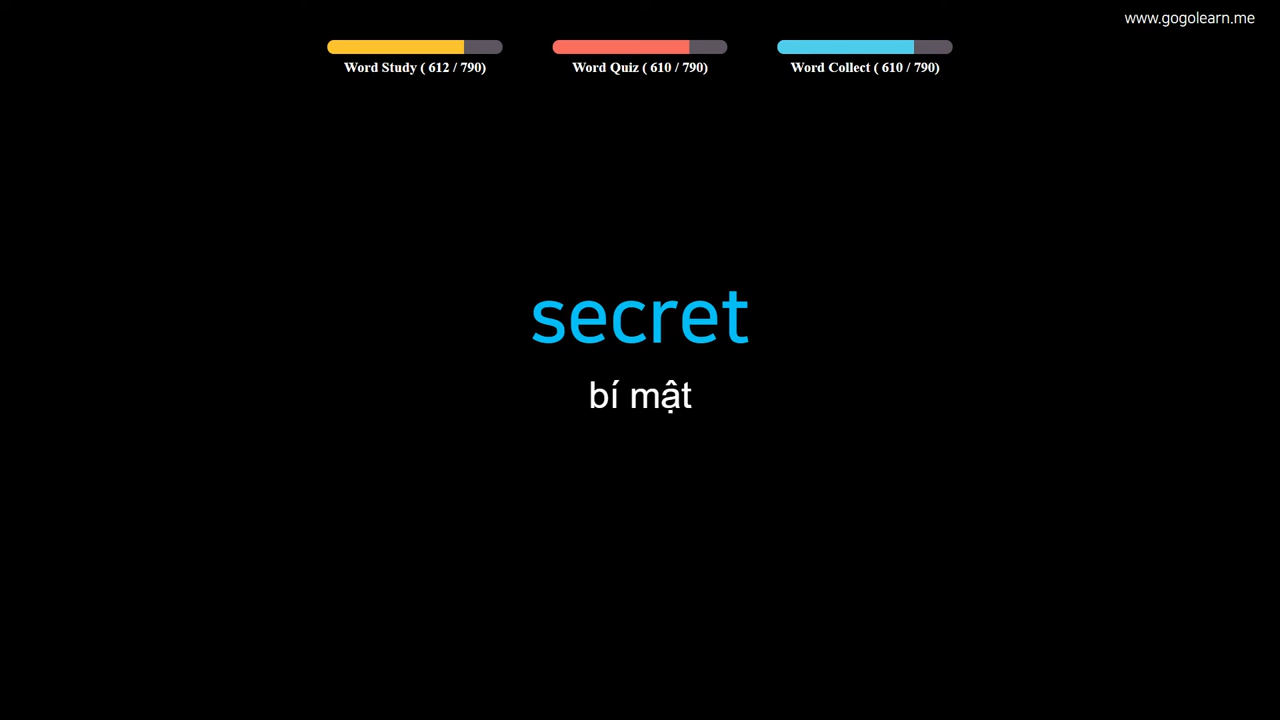 www.gogolearn.me
Word Study ( 612 / 790) Word Quiz ( 610 / 790) Word Collect ( 610 / 790)
secret
bí mật